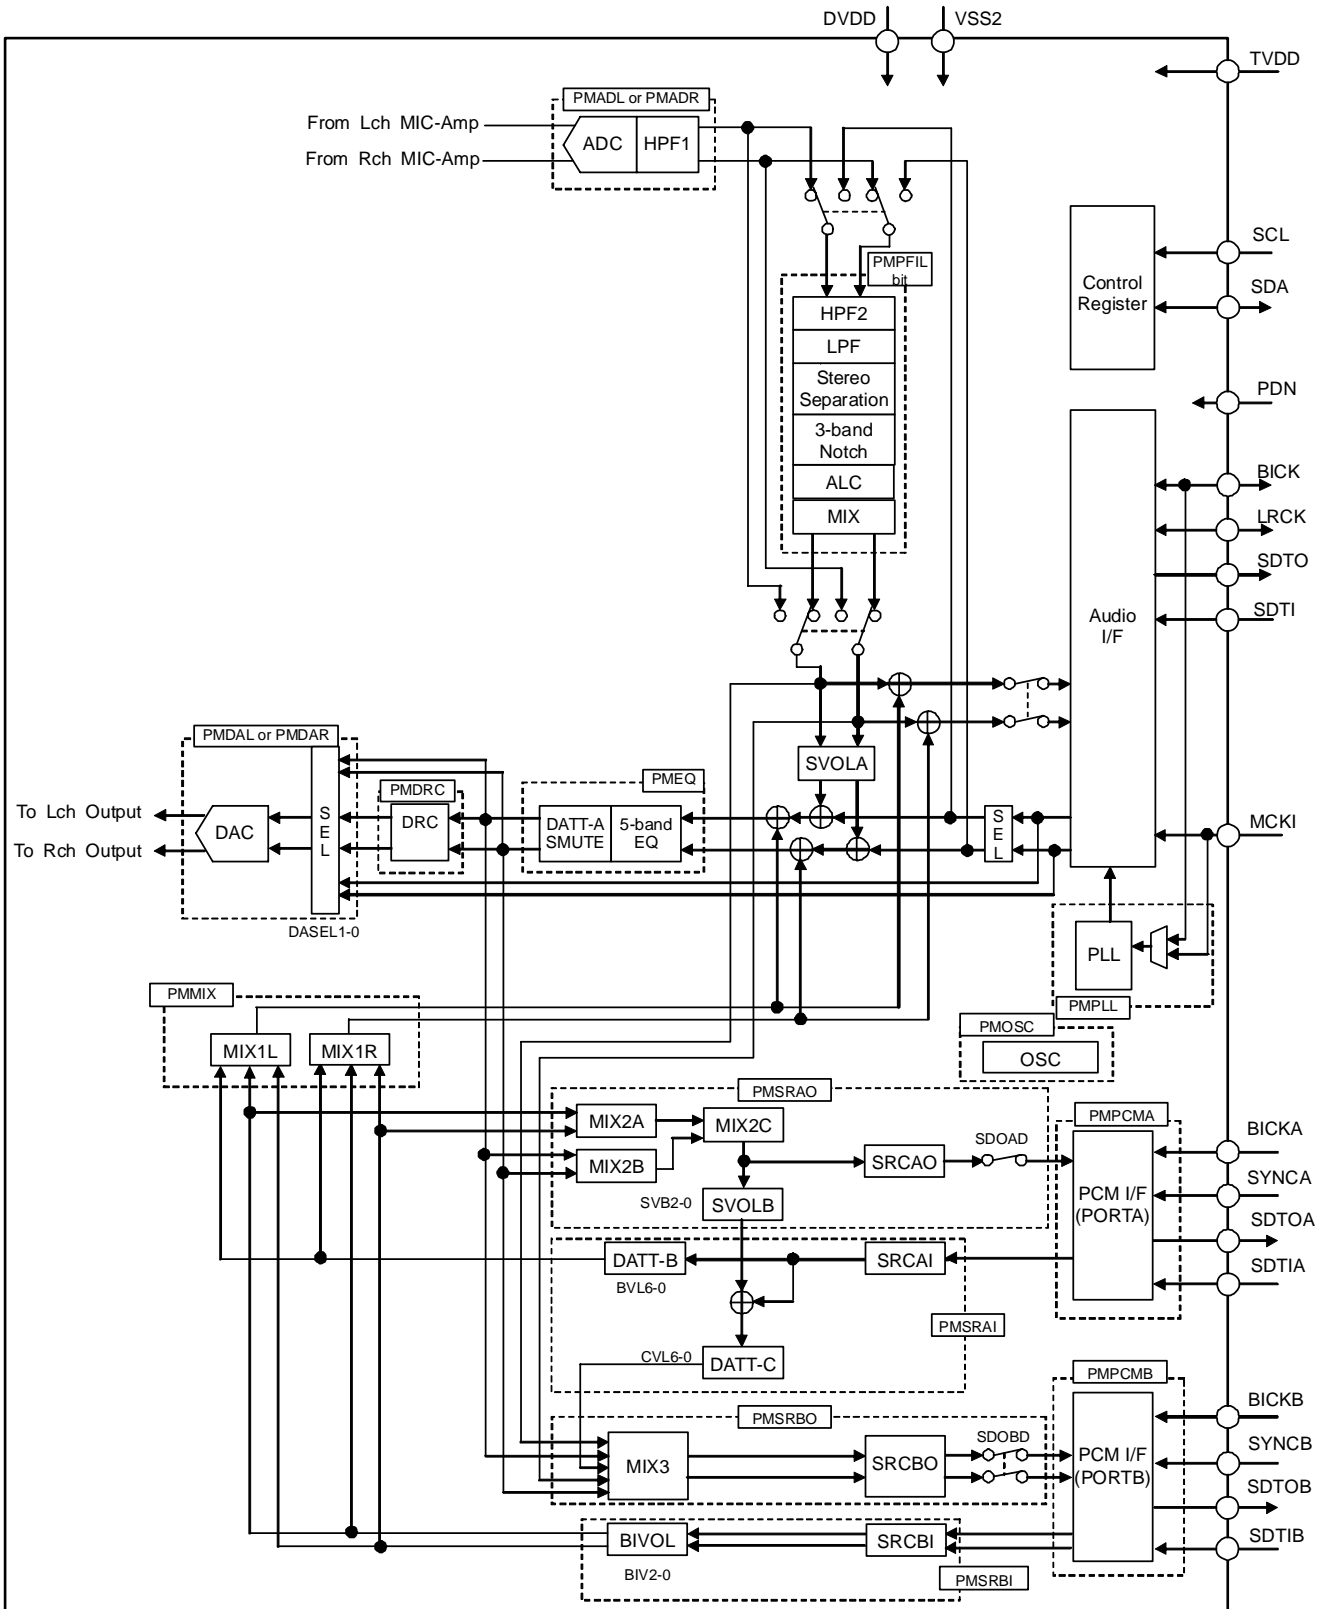 DVDD
VSS2
TVDD
PMADL or PMADR
From Lch MIC-Amp
From Rch MIC-Amp
ADC
HPF1
PMPFIL
bit
HPF2
LPF
Stereo
Separation
3-band
Notch
ALC
MIX
Control
Register
SCL
SDA
PDN
BICK
LRCK
SDTO
SDTI
Audio
I/F
MCKI
SVOLA
PMDAL or PMDAR
PMDRC
PMEQ
To Lch Output
To Rch Output
DAC
S
E
L
DRC
DATT-A
SMUTE
5-band
EQ
S
E
L
DASEL1-0
PLL
PMPLL
PMMIX
MIX1L
MIX1R
PMOSC
OSC
PMSRAO
MIX2A
MIX2B
MIX2C
SRCAO
SDOAD
SVB2-0
SVOLB
PMPCMA
PCM I/F
(PORTA)
BICKA
SYNCA
SDTOA
SDTIA
DATT-B
BVL6-0
SRCAI
PMSRAI
CVL6-0
DATT-C
PMSRBO
MIX3
SRCBO
SDOBD
PMPCMB
PCM I/F
(PORTB)
BICKB
SYNCB
SDTOB
SDTIB
BIVOL
BIV2-0
SRCBI
PMSRBI